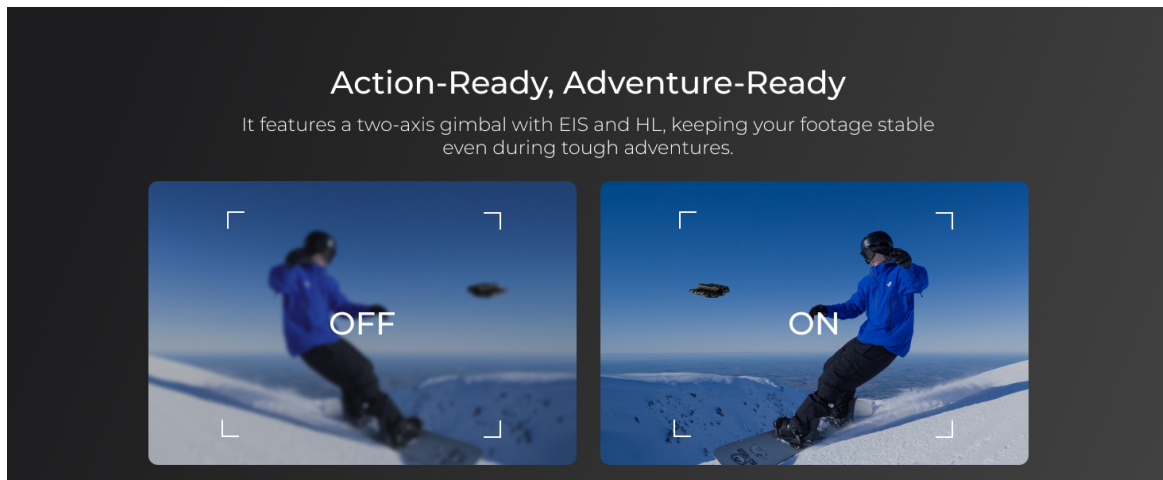 Action-Ready, Adventure-Ready
It features a two-axis gimbal with EIS and HL, keeping your footage stable
even during tough adventures.
OFF
ON